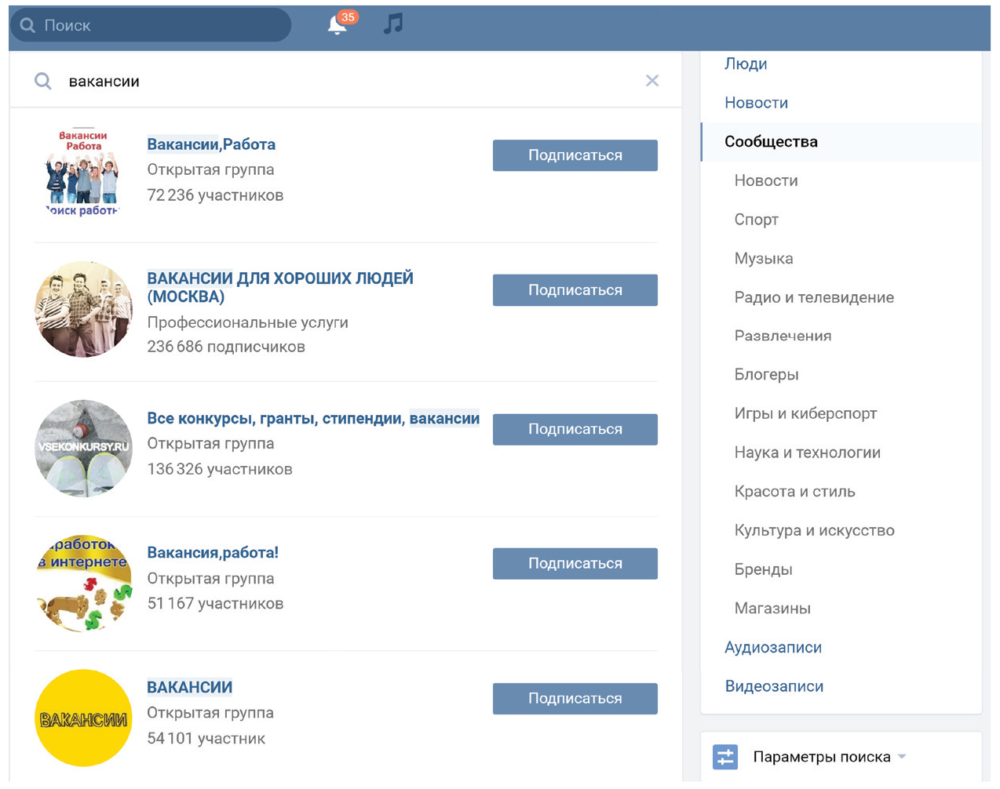 Поиск
35
вакансии
Вакансии
Работа
Поиск работы
Вакансии,Работа
Открытая группа
72 236 участников
Подписаться
ВАКАНСИИ ДЛЯ ХОРОШИХ ЛЮДЕЙ
(МОСКВА)
Профессиональные услуги
236 686 подписчиков
Подписаться
VSEKONKURSY.RU
Все конкурсы, гранты, стипендии, вакансии
Открытая группа
136 326 участников
Подписаться
аработок
в интернете
Вакансия,работа!
Открытая группа
51 167 участников
Подписаться
ВАКАНСИИ
ВАКАНСИИ
Открытая группа
54 101 участник
Подписаться
Люди
Новости
Сообщества
Новости
Спорт
Музыка
Радио и телевидение
Развлечения
Блогеры
Игры и киберспорт
Наука и технологии
Красота и стиль
Культура и искусство
Бренды
Магазины
Аудиозаписи
Видеозаписи
Параметры поиска